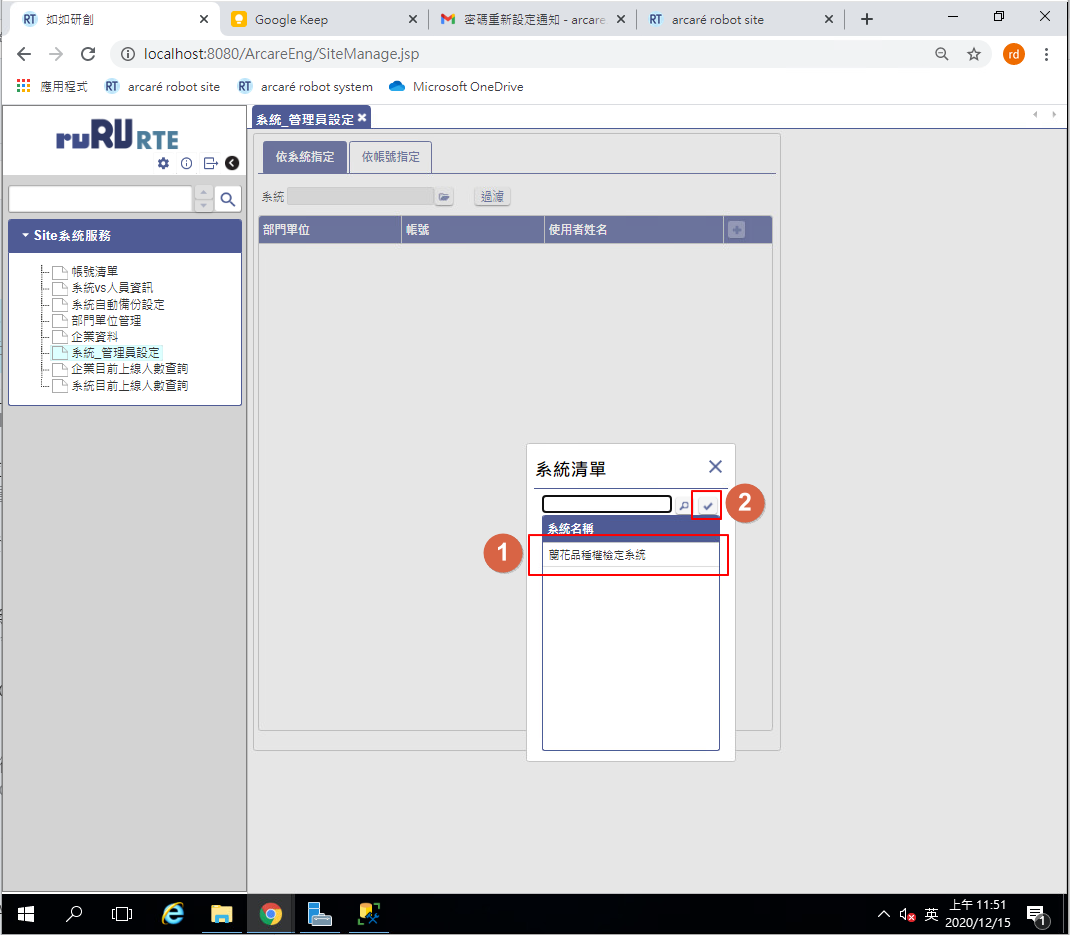 如如研創
Google Keep
密碼重新設定通知 - arcare
arcaré robot site
localhost:8080/ArcareEng/SiteManage.jsp
rd
應用程式
arcaré robot site
arcaré robot system
Microsoft OneDrive
ruRU RTE
Site系統服務
帳號清單
系統vs人員資訊
系統自動備份設定
部門單位管理
企業資料
系統_管理員設定
企業目前上線人數查詢
系統目前上線人數查詢
系統_管理員設定
依系統指定
依帳號指定
系統
過濾
部門單位
帳號
使用者姓名
系統清單
2
系統名稱
1
蘭花品種權檢定系統
英
上午 11:51
2020/12/15
1